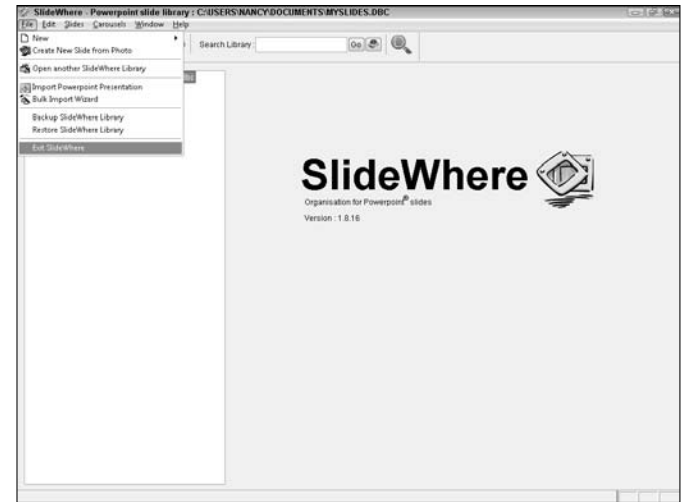 SlideWhere - Powerpoint slide library : C:\USERS\NANCY\DOCUMENTS\MYSLIDES.DBC
File Edit Slides Carousels Window Help
New
Search Library: Go
Create New Slide from Photo
Open another SlideWhere Library
Import Powerpoint Presentation
Bulk Import Wizard
Backup SlideWhere Library
Restore SlideWhere Library
Exit SlideWhere
SlideWhere
Organisation for Powerpoint® slides
Version : 1.8.16